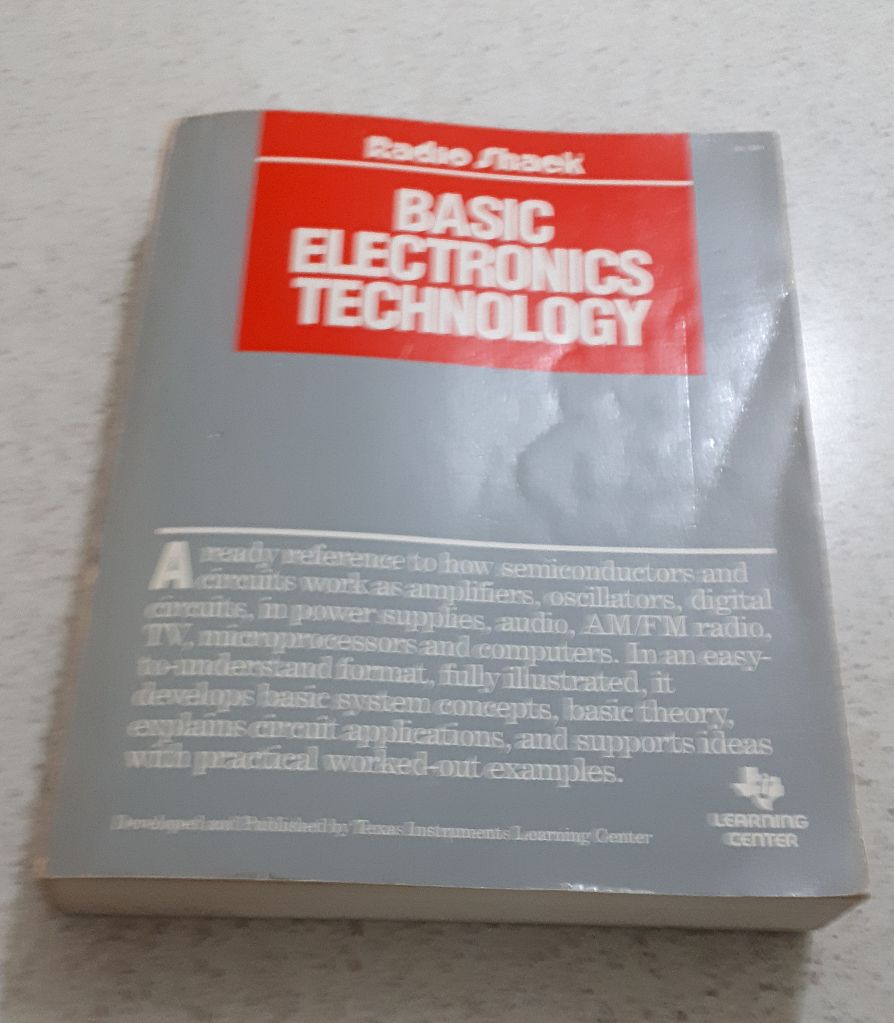 Radio Shack
BASIC
ELECTRONICS
TECHNOLOGY
A ready reference to how semiconductors and
circuits work as amplifiers, oscillators, digital
circuits, in power supplies, audio, AM/FM radio,
TV, microprocessors and computers. In an easy-
to-understand format, fully illustrated, it
develops basic system concepts, basic theory,
explains circuit applications, and supports ideas
with practical worked-out examples.
Developed and Published by Texas Instruments Learning Center
LEARNING
CENTER